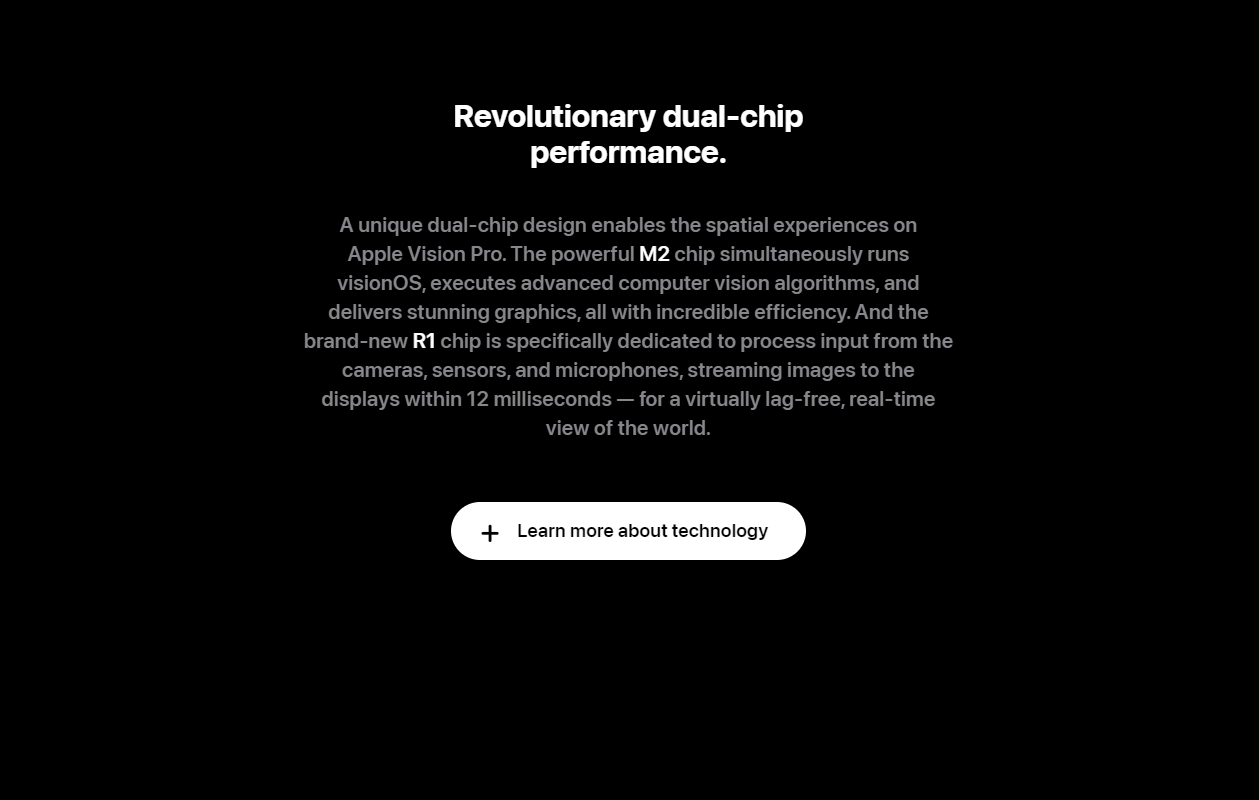 Revolutionary dual-chip
performance.
A unique dual-chip design enables the spatial experiences on
Apple Vision Pro. The powerful M2 chip simultaneously runs
visionOS, executes advanced computer vision algorithms, and
delivers stunning graphics, all with incredible efficiency. And the
brand-new R1 chip is specifically dedicated to process input from the
cameras, sensors, and microphones, streaming images to the
displays within 12 milliseconds — for a virtually lag-free, real-time
view of the world.
Learn more about technology